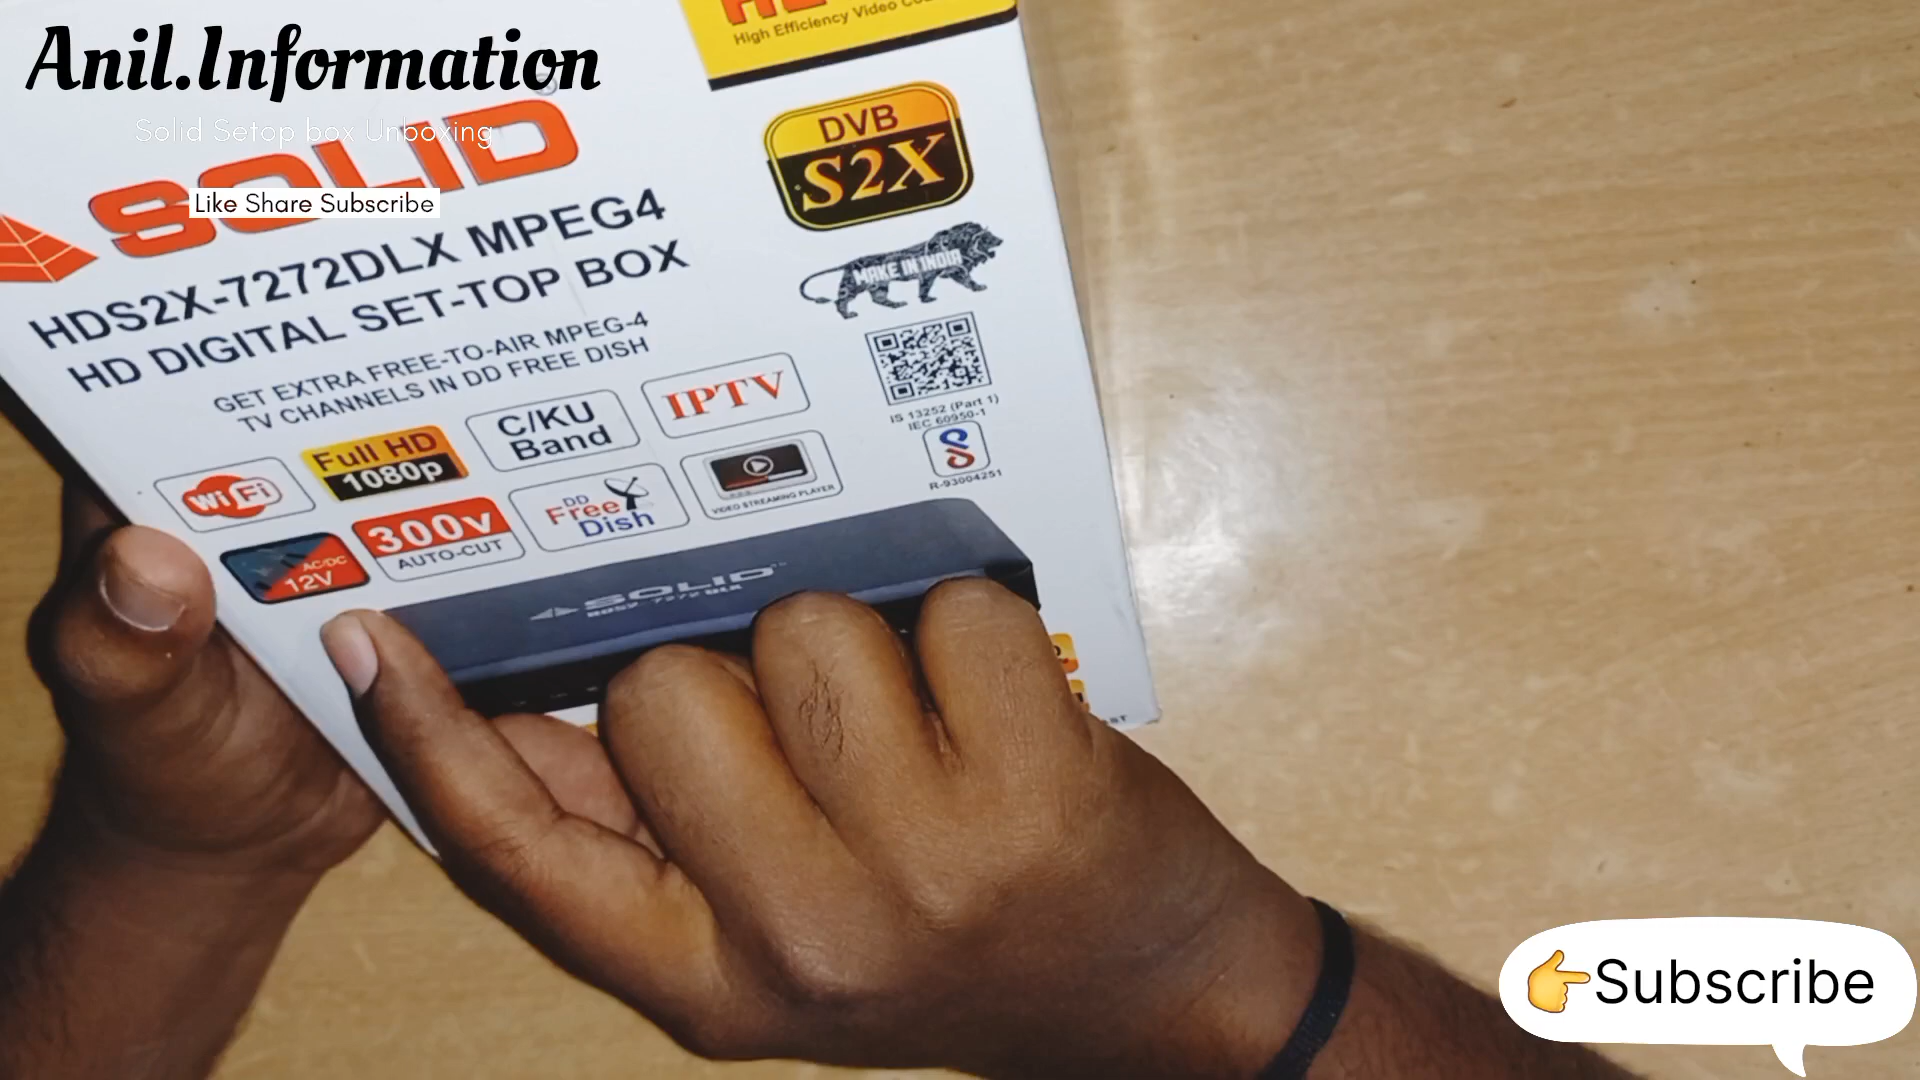 Anil.Information
Solid Setop box Unboxing
SOLID
Like Share Subscribe
HDS2X-7272DLX MPEG4
HD DIGITAL SET-TOP BOX
GET EXTRA FREE-TO-AIR MPEG-4
TV CHANNELS IN DD FREE DISH
High Efficiency Video
DVB
S2X
MAKE IN INDIA
IS 13252 (Part 1)
IEC 60950-1
R-93004251
WiFi
Full HD
1080p
C/KU
Band
IPTV
AC/DC
12V
300v
AUTO-CUT
DD
Free
Dish
VIDEO STREAMING PLAYER
SOLID
HDS2X-7272 DLX
👉Subscribe